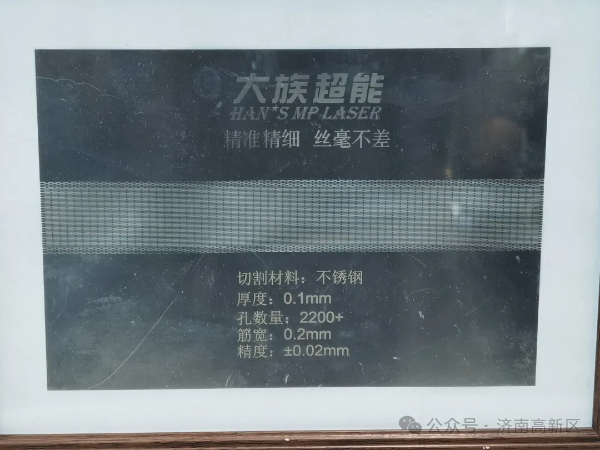 大族超能
HAN'S MP LASER
精准精细 丝毫不差
切割材料：不锈钢
厚度：0.1mm
孔数量：2200+
筋宽：0.2mm
精度：±0.02mm
公众号·济南高新区